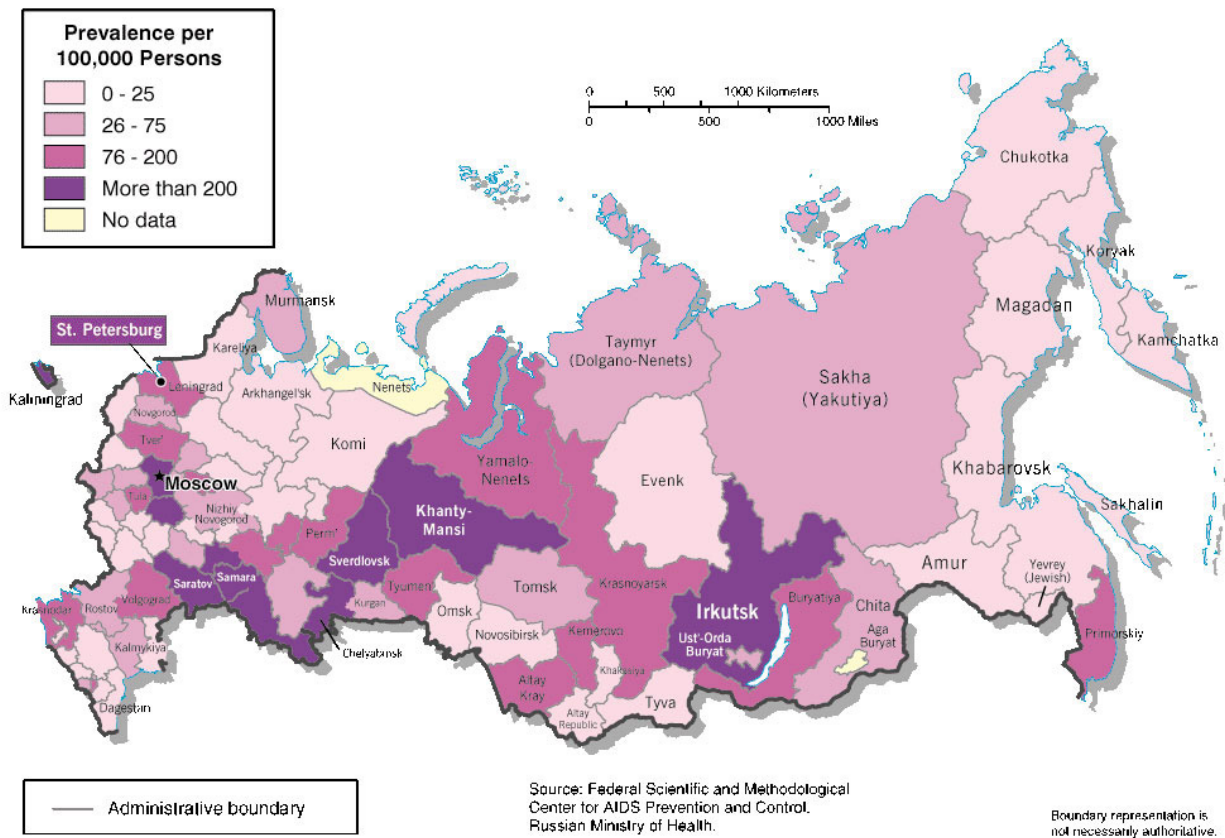 Prevalence per
100,000 Persons
0 - 25
26 - 75
76 - 200
More than 200
No data
0 500 1000 Kilometers
0 500 1000 Miles
Chukotka
Koryak
Magadan
Kamchatka
Murmansk
St. Petersburg
Kareliya
Taymyr
(Dolgano-Nenets)
Sakha
(Yakutiya)
Leningrad
Nenets
Kaliningrad
Arkhangel'sk
Novgorod
Tver'
Komi
Yamalo-
Nenets
Evenk
Khabarovsk
Moscow
Tula
Nizhiy
Novogorod
Khanty-
Mansi
Sakhalin
Perm'
Sverdlovsk
Amur
Yevrey
(Jewish)
Saratov
Samara
Tyumen'
Tomsk
Krasnoyarsk
Buryatiya
Chita
Krasnodar
Rostov
Volgograd
Kurgan
Omsk
Irkutsk
Novosibirsk
Kemerovo
Ust'-Orda
Buryat
Aga
Buryat
Primorskiy
Kalmykiya
Chelyabinsk
Khakasiya
Altay
Kray
Tyva
Dagestan
Altay
Republic
Administrative boundary
Source: Federal Scientific and Methodological
Center for AIDS Prevention and Control,
Russian Ministry of Health.
Boundary representation is
not necessarily authoritative.